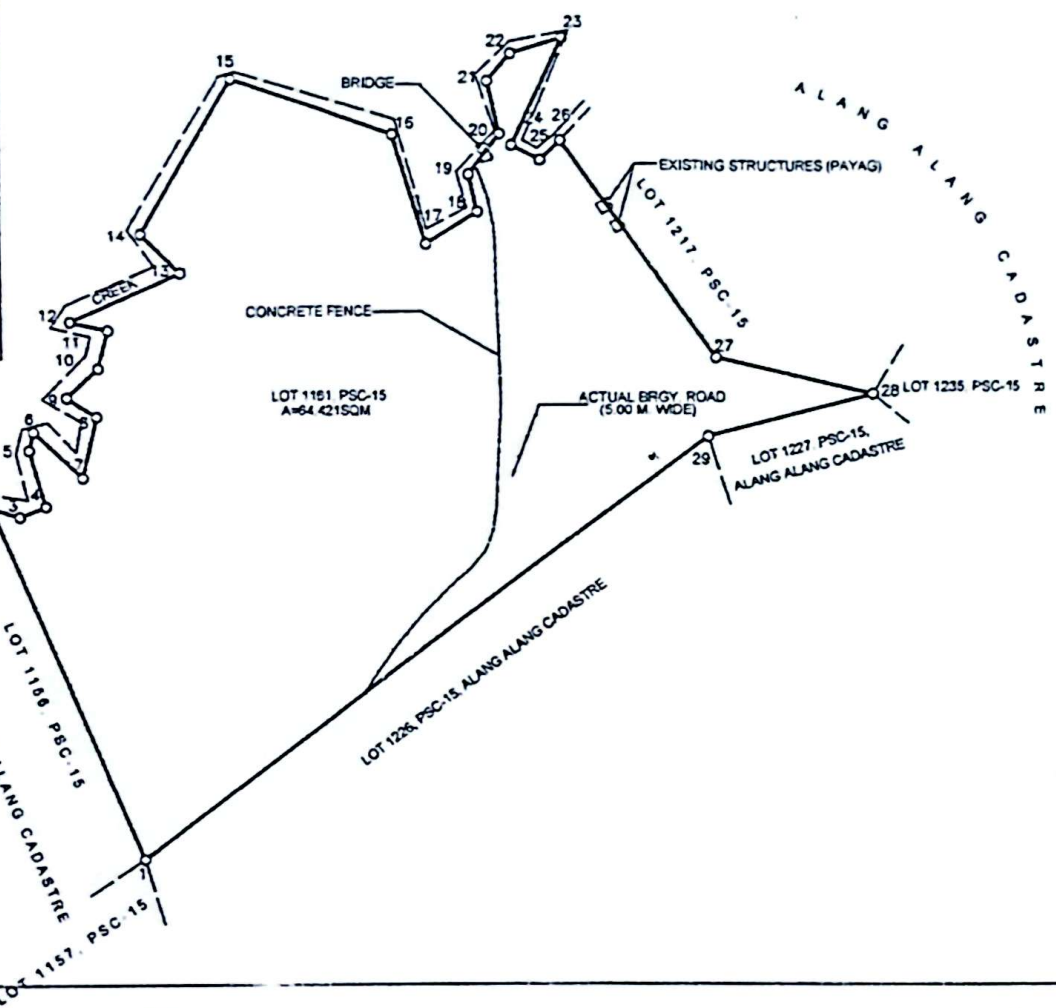 23
22
15
21
BRIDGE
ALANG ALANG CADASTRE
16
20
4
26
25
EXISTING STRUCTURES (PAYAG)
19
18
LOT 1217, PSC-15
17
14
13
CREEK
12
CONCRETE FENCE
11
27
10
28
LOT 1235, PSC-15
LOT 1161, PSC-15
A=64,421SQM
ACTUAL BRGY. ROAD
(5.00 M. WIDE)
9
8
6
5
29
LOT 1227, PSC-15,
ALANG ALANG CADASTRE
7
4
3
LOT 1226, PSC-15, ALANG ALANG CADASTRE
LOT 1166, PSC-15
LANG CADASTRE
1
LOT 1157, PSC-15